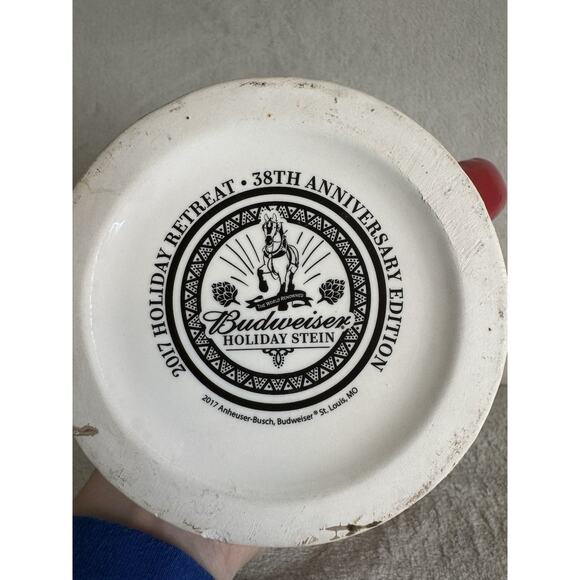 2017 HOLIDAY RETREAT • 38TH ANNIVERSARY EDITION
THE WORLD RENOWNED
Budweiser
HOLIDAY STEIN
2017 Anheuser-Busch, Budweiser® St. Louis, MO